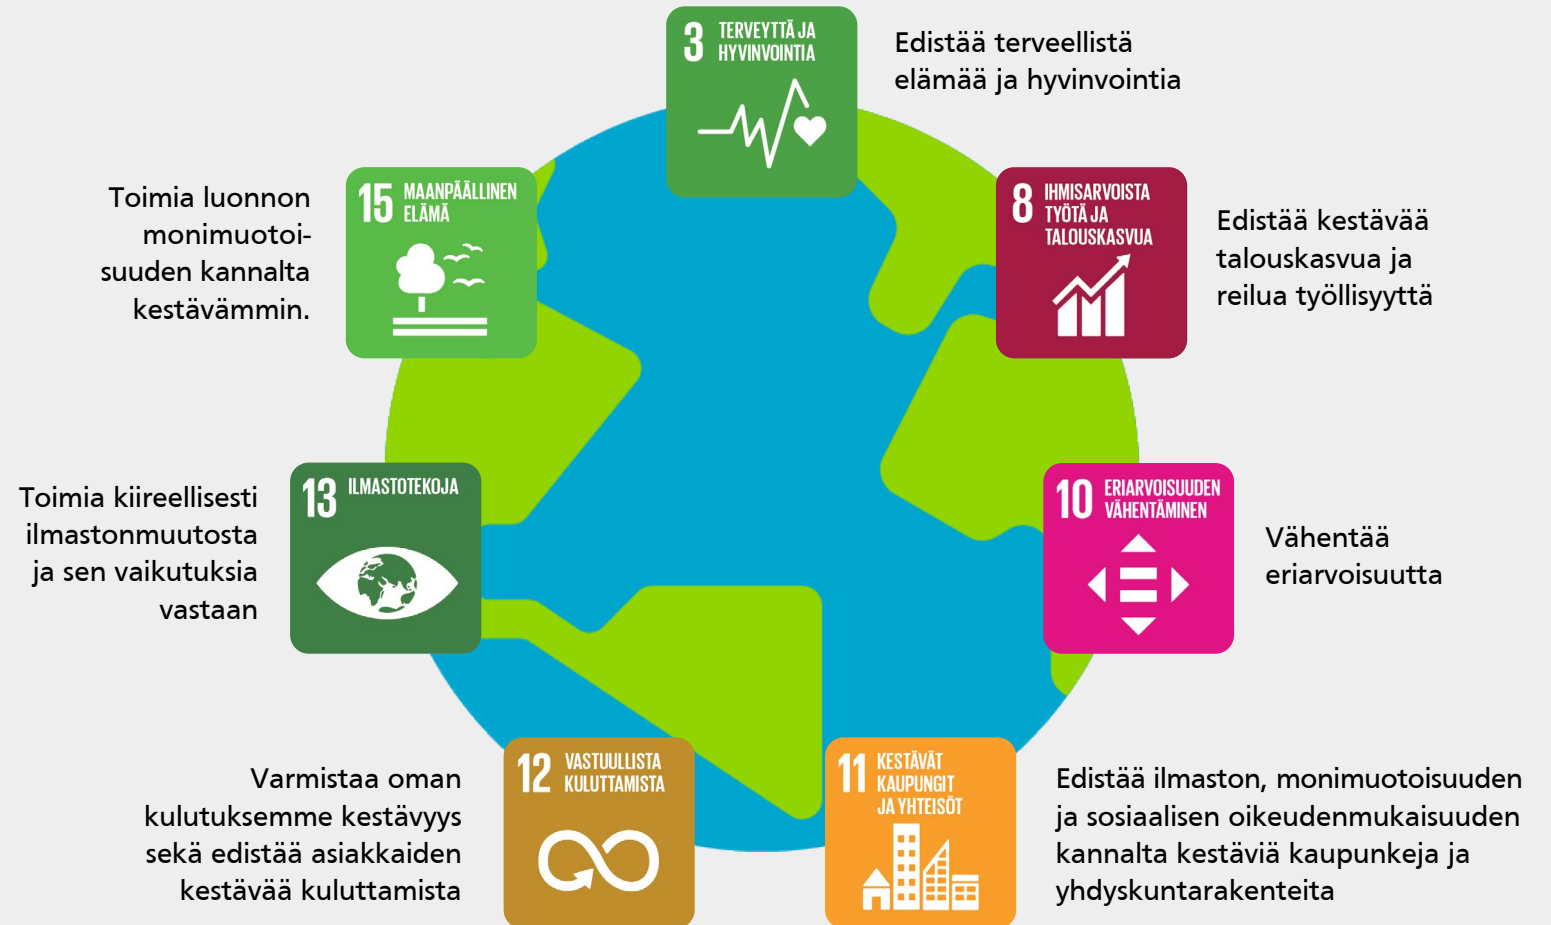 3 TERVEYTTÄ JA
HYVINVOINTIA
Edistää terveellistä
elämää ja hyvinvointia
8 IHMISARVOISTA
TYÖTÄ JA
TALOUSKASVUA
Edistää kestävää
talouskasvua ja
reilua työllisyyttä
10 ERIARVOISUUDEN
VÄHENTÄMINEN
Vähentää
eriarvoisuutta
11 KESTÄVÄT
KAUPUNGIT
JA YHTEISÖT
Edistää ilmaston, monimuotoisuuden
ja sosiaalisen oikeudenmukaisuuden
kannalta kestäviä kaupunkeja ja
yhdyskuntarakenteita
12 VASTUULLISTA
KULUTTAMISTA
Varmistaa oman
kulutuksemme kestävyys
sekä edistää asiakkaiden
kestävää kuluttamista
13 ILMASTOTEKOJA
Toimia kiireellisesti
ilmastonmuutosta
ja sen vaikutuksia
vastaan
15 MAANPÄÄLLINEN
ELÄMÄ
Toimia luonnon
monimuotoi-
suuden kannalta
kestävämmin.